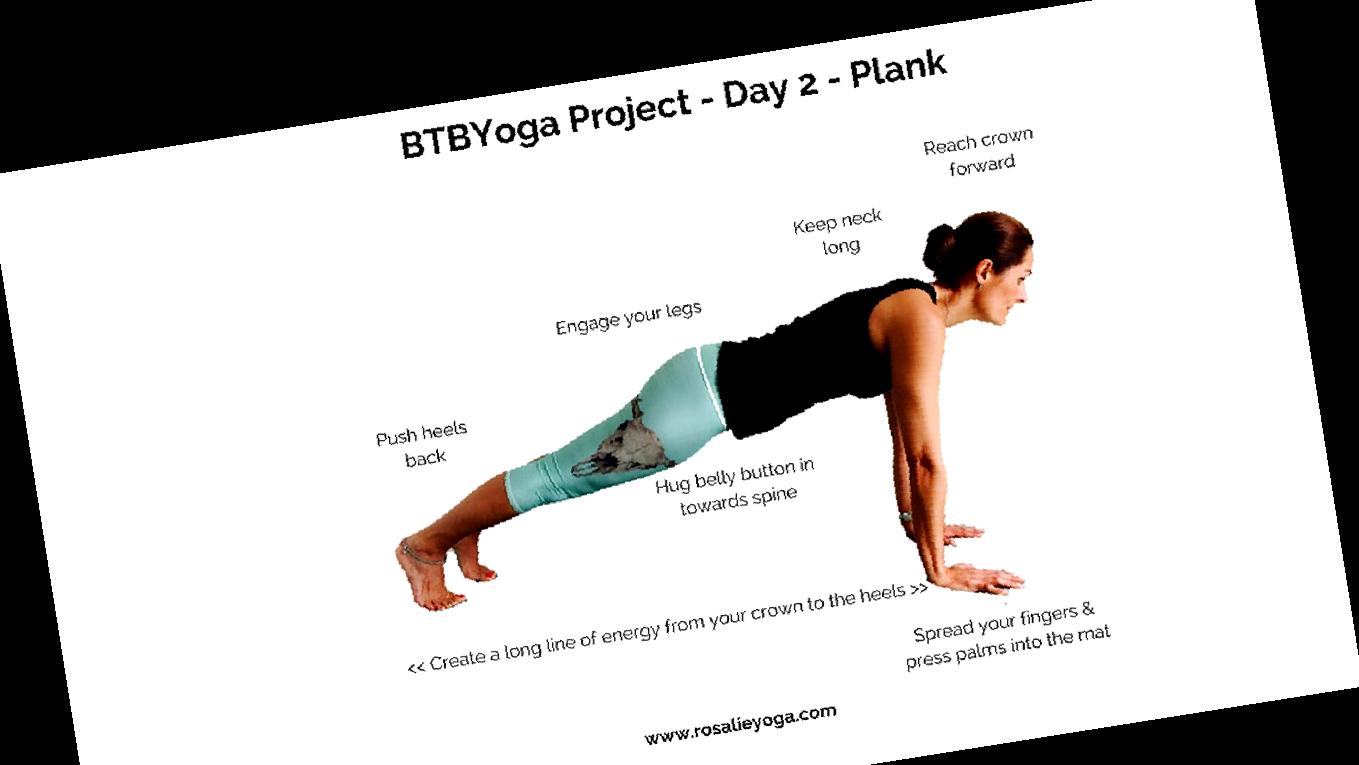 BTBYoga Project - Day 2 - Plank
Reach crown
forward
Keep neck
long
Engage your legs
Push heels
back
Hug belly button in
towards spine
<< Create a long line of energy from your crown to the heels >>
Spread your fingers &
press palms into the mat
www.rosalieyoga.com